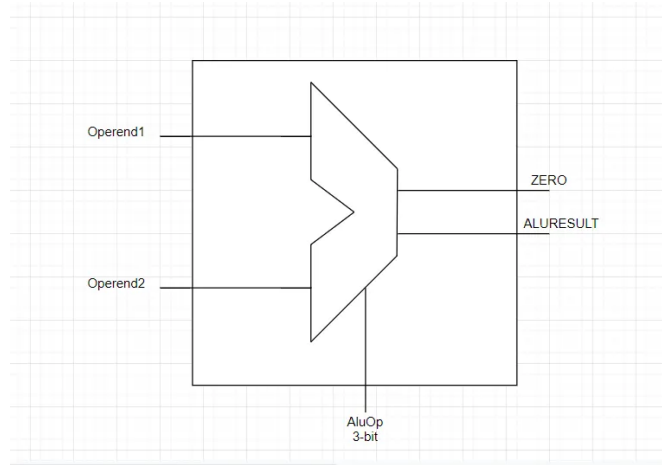 Operend1
ZERO
ALURESULT
Operend2
AluOp
3-bit